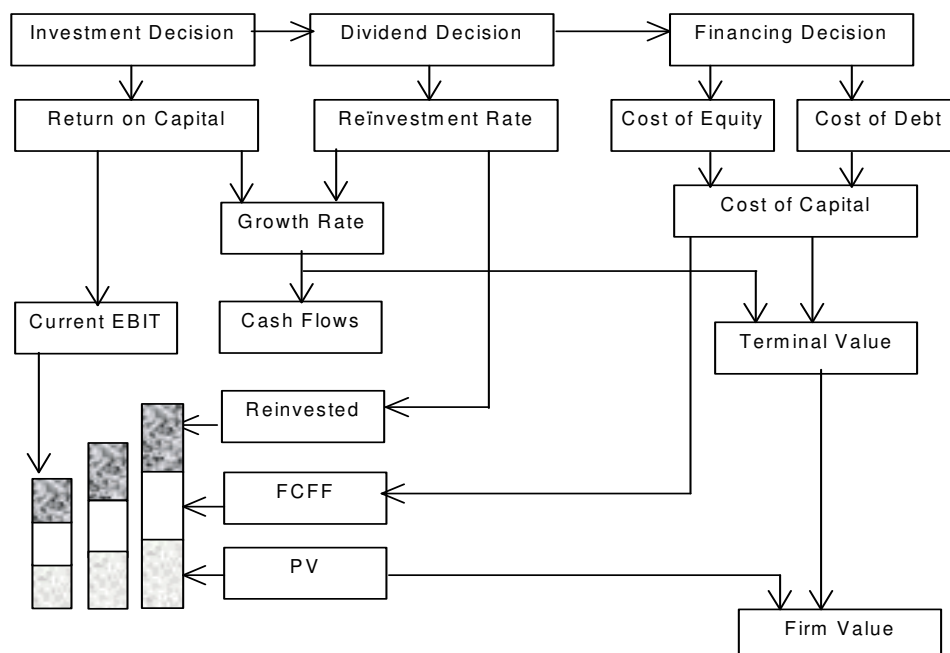 Investment Decision
Dividend Decision
Financing Decision
Return on Capital
Reïnvestment Rate
Cost of Equity
Cost of Debt
Growth Rate
Cost of Capital
Current EBIT
Cash Flows
Terminal Value
Reinvested
FCFF
PV
Firm Value